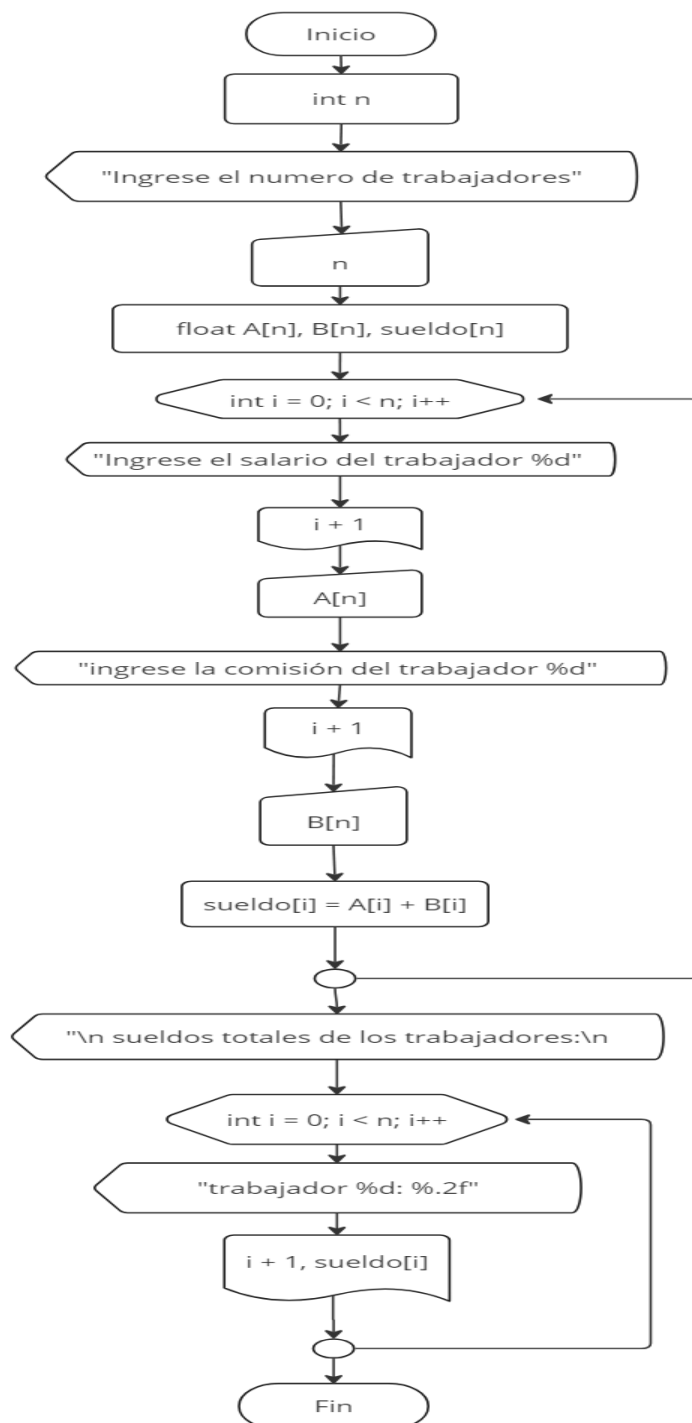 Inicio
int n
"Ingrese el numero de trabajadores"
n
float A[n], B[n], sueldo[n]
int i = 0; i < n; i++
"Ingrese el salario del trabajador %d"
i + 1
A[n]
"ingrese la comisión del trabajador %d"
i + 1
B[n]
sueldo[i] = A[i] + B[i]
"\n sueldos totales de los trabajadores:\n
int i = 0; i < n; i++
"trabajador %d: %.2f"
i + 1, sueldo[i]
Fin